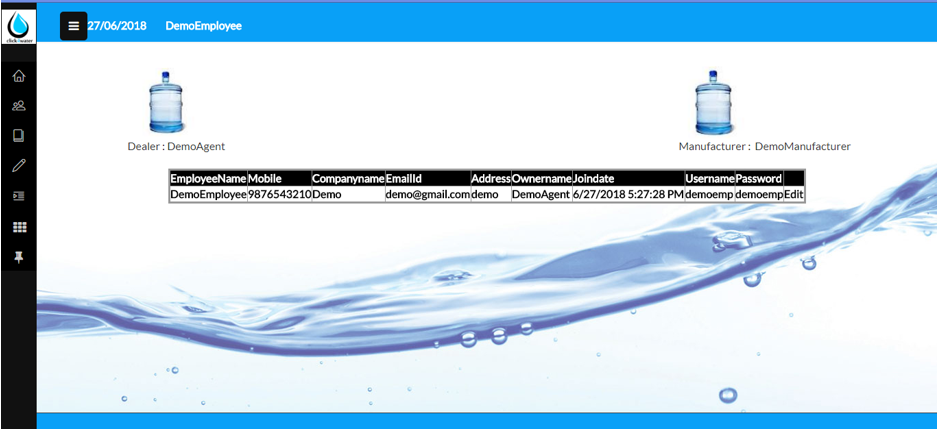 27/06/2018 DemoEmployee
click4water
Dealer : DemoAgent
Manufacturer : DemoManufacturer
EmployeeName Mobile Companyname EmailId Address Ownername Joindate Username Password
DemoEmployee 9876543210 Demo demo@gmail.com demo DemoAgent 6/27/2018 5:27:28 PM demoemp demoemp Edit